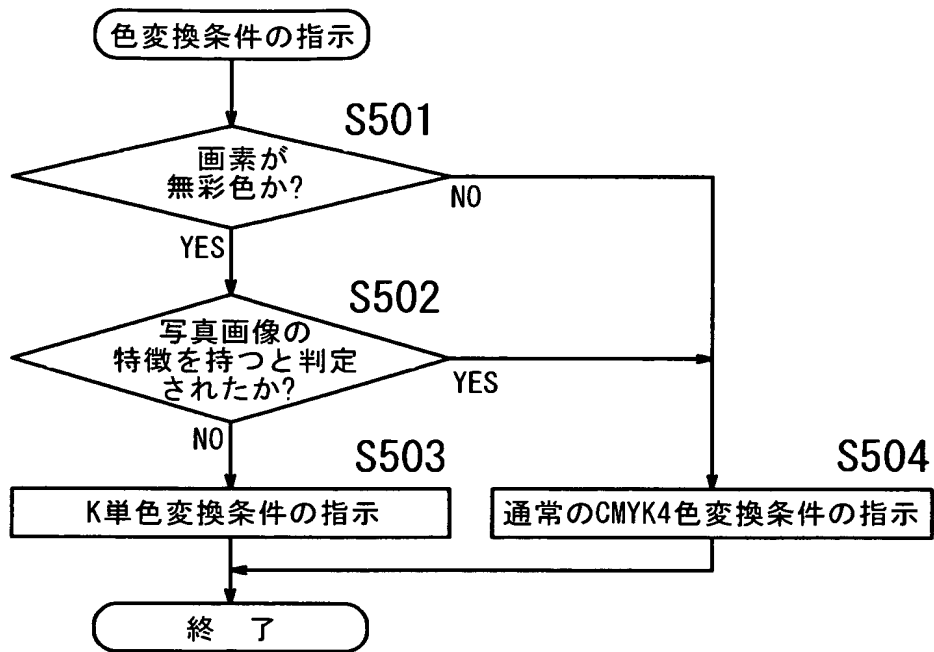 色変換条件の指示
S501
画素が
無彩色か?
NO
YES
S502
写真画像の
特徴を持つと判定
されたか?
YES
NO
S503
S504
K単色変換条件の指示
通常のCMYK4色変換条件の指示
終 了